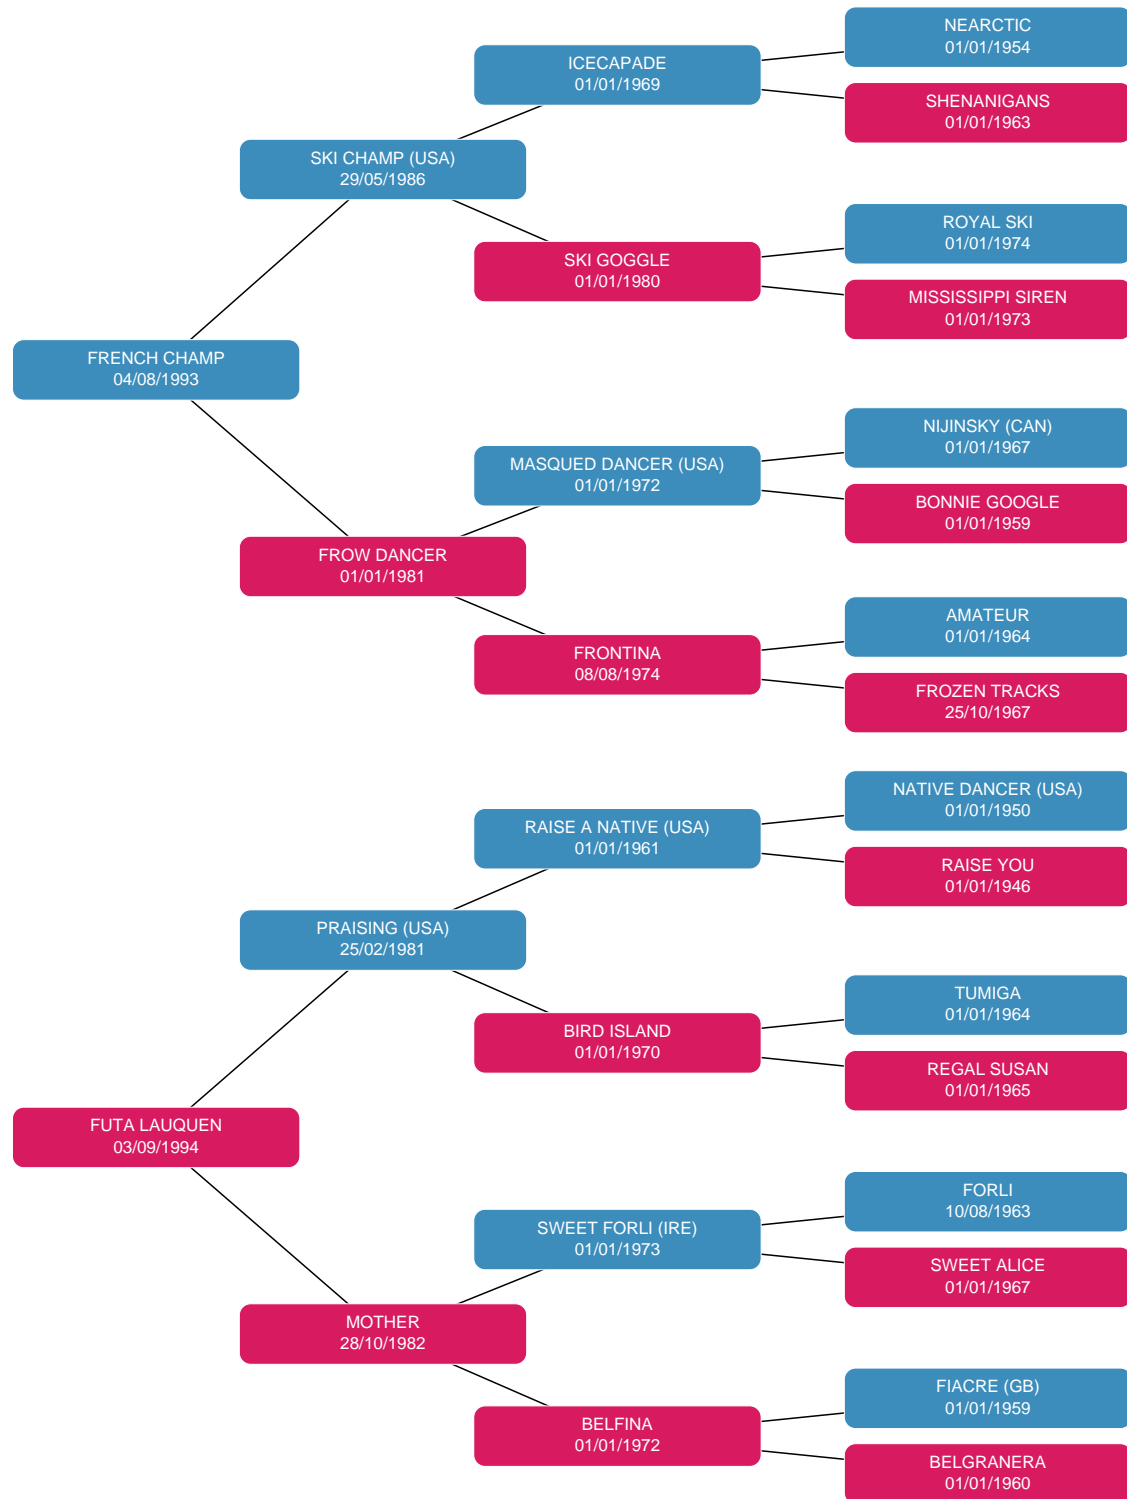 NEARCTIC
01/01/1954
ICECAPADE
01/01/1969
SHENANIGANS
01/01/1963
SKI CHAMP (USA)
29/05/1986
ROYAL SKI
01/01/1974
SKI GOGGLE
01/01/1980
MISSISSIPPI SIREN
01/01/1973
FRENCH CHAMP
04/08/1993
NIJINSKY (CAN)
01/01/1967
MASQUED DANCER (USA)
01/01/1972
BONNIE GOOGLE
01/01/1959
FROW DANCER
01/01/1981
AMATEUR
01/01/1964
FRONTINA
08/08/1974
FROZEN TRACKS
25/10/1967
NATIVE DANCER (USA)
01/01/1950
RAISE A NATIVE (USA)
01/01/1961
RAISE YOU
01/01/1946
PRAISING (USA)
25/02/1981
TUMIGA
01/01/1964
BIRD ISLAND
01/01/1970
REGAL SUSAN
01/01/1965
FUTA LAUQUEN
03/09/1994
FORLI
10/08/1963
SWEET FORLI (IRE)
01/01/1973
SWEET ALICE
01/01/1967
MOTHER
28/10/1982
FIACRE (GB)
01/01/1959
BELFINA
01/01/1972
BELGRANERA
01/01/1960